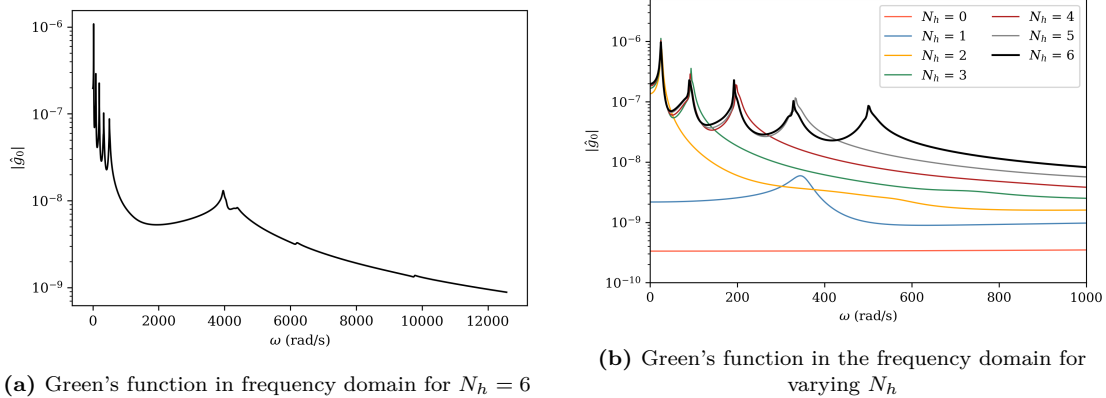 10⁻⁶
10⁻⁷
10⁻⁸
10⁻⁹
|ĝ₀|
0 2000 4000 6000 8000 10000 12000
ω (rad/s)
(a) Green's function in frequency domain for N_h = 6
N_h = 0
N_h = 1
N_h = 2
N_h = 3
N_h = 4
N_h = 5
N_h = 6
10⁻⁶
10⁻⁷
10⁻⁸
10⁻⁹
10⁻¹⁰
|ĝ₀|
0 200 400 600 800 1000
ω (rad/s)
(b) Green's function in the frequency domain for
varying N_h